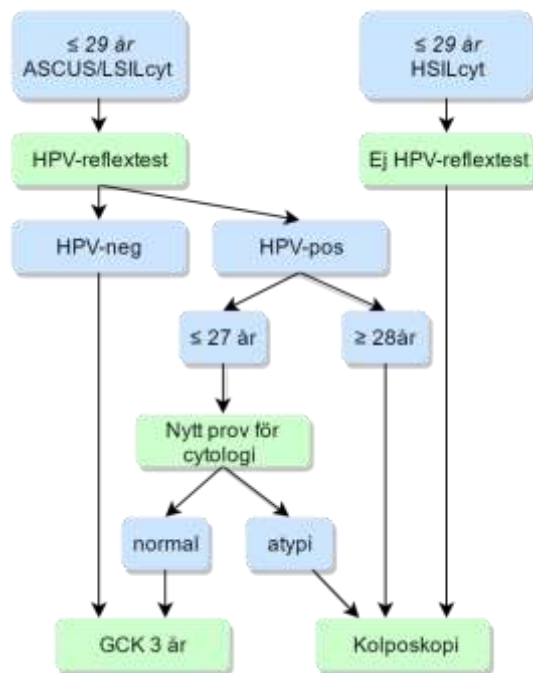 ≤ 29 år
ASCUS/LSILcyt
≤ 29 år
HSILcyt
HPV-reflextest
Ej HPV-reflextest
HPV-neg
HPV-pos
≤ 27 år
≥ 28år
Nytt prov för
cytologi
normal
atypi
GCK 3 år
Kolposkopi